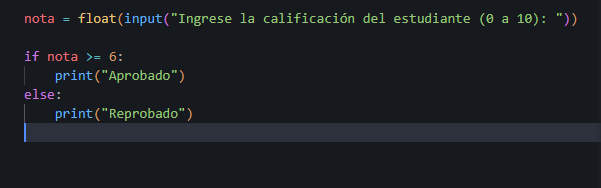 nota = float(input("Ingrese la calificación del estudiante (0 a 10): "))
if nota >= 6:
    print("Aprobado")
else:
    print("Reprobado")